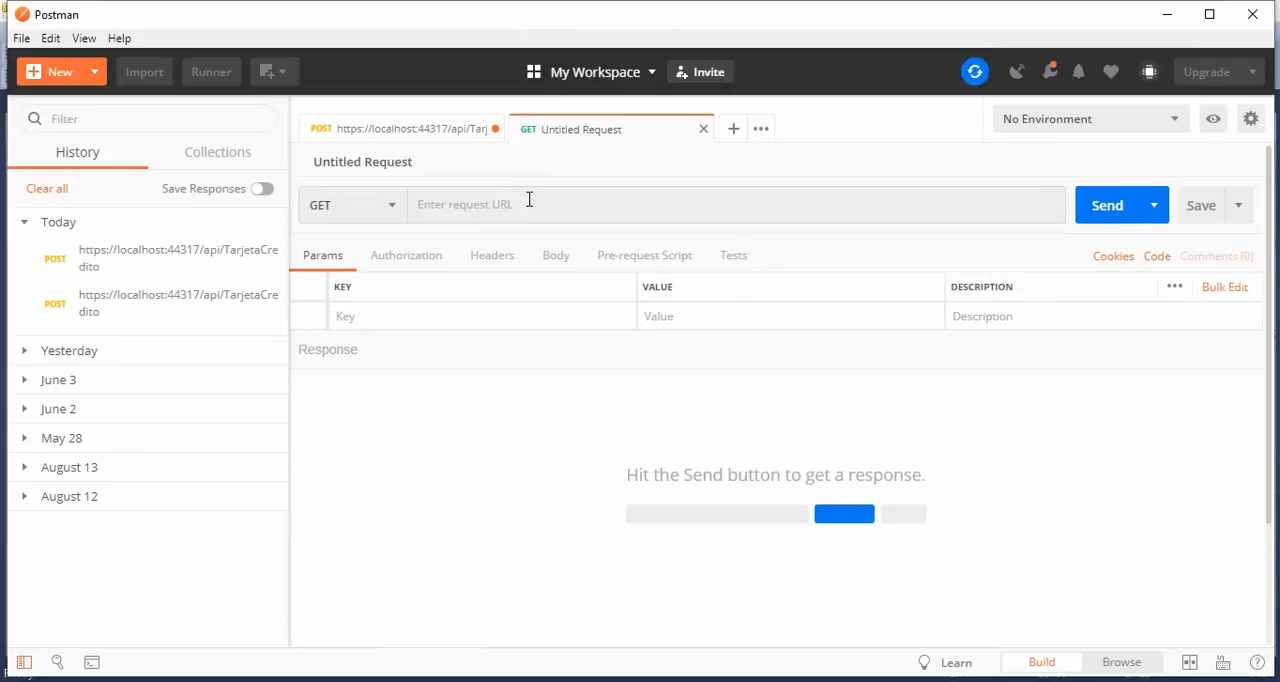 Postman
File Edit View Help
New Import Runner My Workspace Invite Upgrade
Filter
History Collections
Clear all Save Responses
Today
POST https://localhost:44317/api/TarjetaCre
dito
POST https://localhost:44317/api/TarjetaCre
dito
Yesterday
June 3
June 2
May 28
August 13
August 12
POST https://localhost:44317/api/Tarj GET Untitled Request
No Environment
Untitled Request
GET Enter request URL Send Save
Params Authorization Headers Body Pre-request Script Tests Cookies Code Comments (0)
KEY VALUE DESCRIPTION Bulk Edit
Key Value Description
Response
Hit the Send button to get a response.
Learn Build Browse